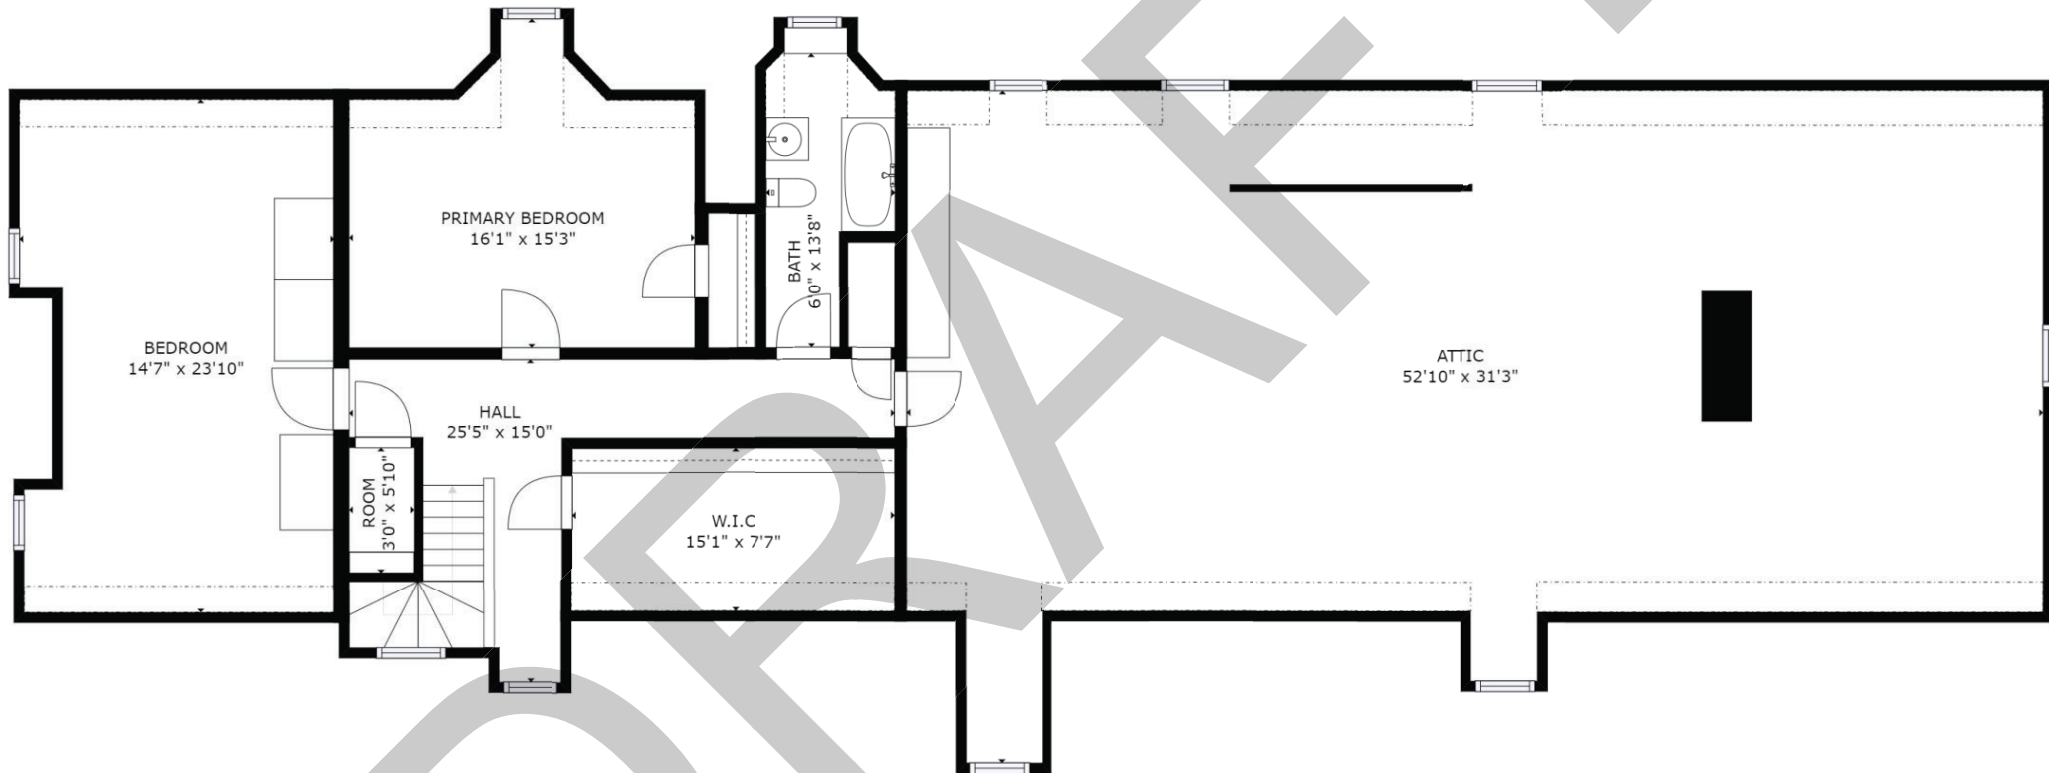 PRIMARY BEDROOM
16'1" x 15'3"
BATH
6'0" x 13'8"
BEDROOM
14'7" x 23'10"
ATTIC
52'10" x 31'3"
HALL
25'5" x 15'0"
ROOM
3'0" x 5'10"
W.I.C
15'1" x 7'7"
DRAFT